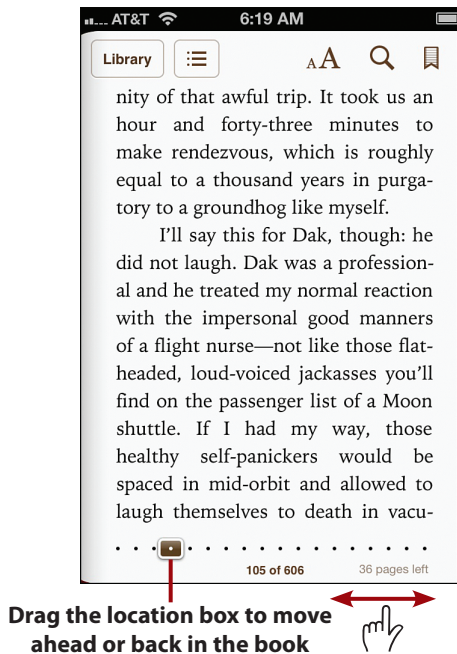 AT&T 6:19 AM
Library AA
nity of that awful trip. It took us an
hour and forty-three minutes to
make rendezvous, which is roughly
equal to a thousand years in purga-
tory to a groundhog like myself.
I'll say this for Dak, though: he
did not laugh. Dak was a profession-
al and he treated my normal reaction
with the impersonal good manners
of a flight nurse—not like those flat-
headed, loud-voiced jackasses you'll
find on the passenger list of a Moon
shuttle. If I had my way, those
healthy self-panickers would be
spaced in mid-orbit and allowed to
laugh themselves to death in vacu-
105 of 606 36 pages left
Drag the location box to move
ahead or back in the book